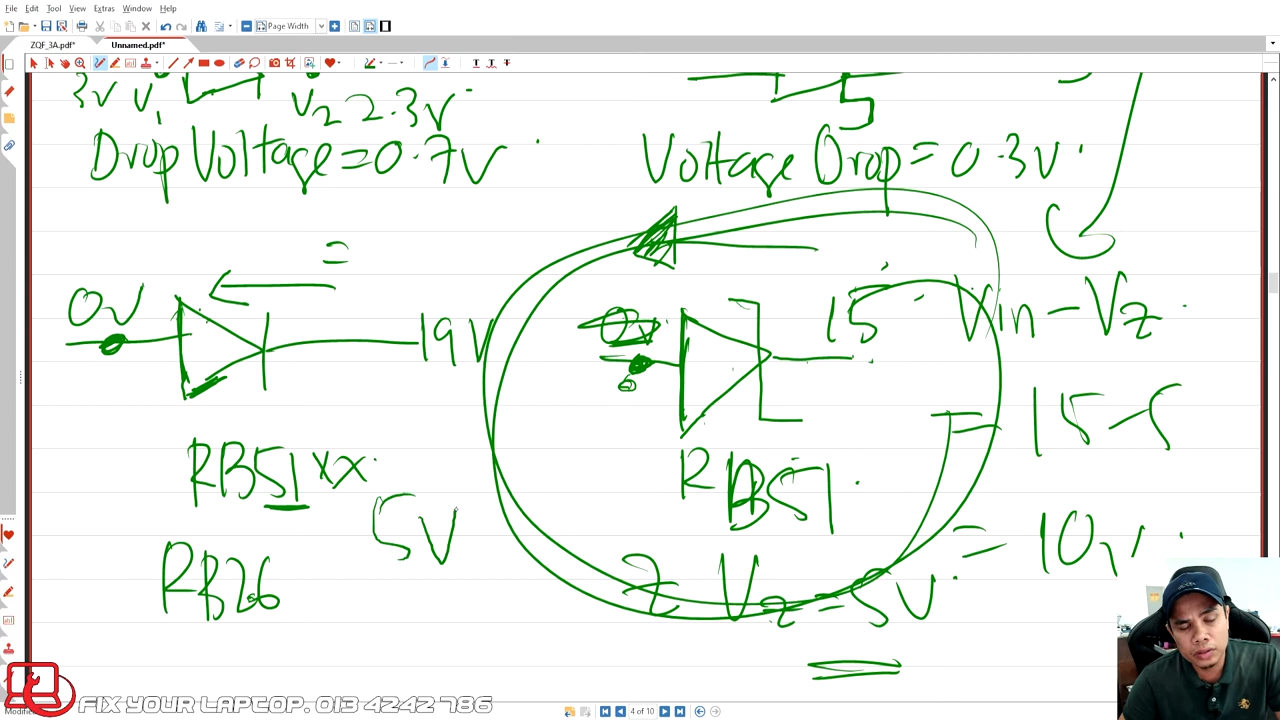 File Edit Tool View Extras Window Help
Page Width
ZQF_3A.pdf* Unnamed.pdf*
3V V1 V2 2.3V
Drop Voltage = 0.7V
Voltage Drop = 0.3V
=
0V 19V
0V 15
Vin - Vz
= 15 - 5
= 10V
RB51XX
5V
RB51
RB26
Z Vz = 5V
FIX YOUR LAPTOP. 013 4242 786
4 of 10